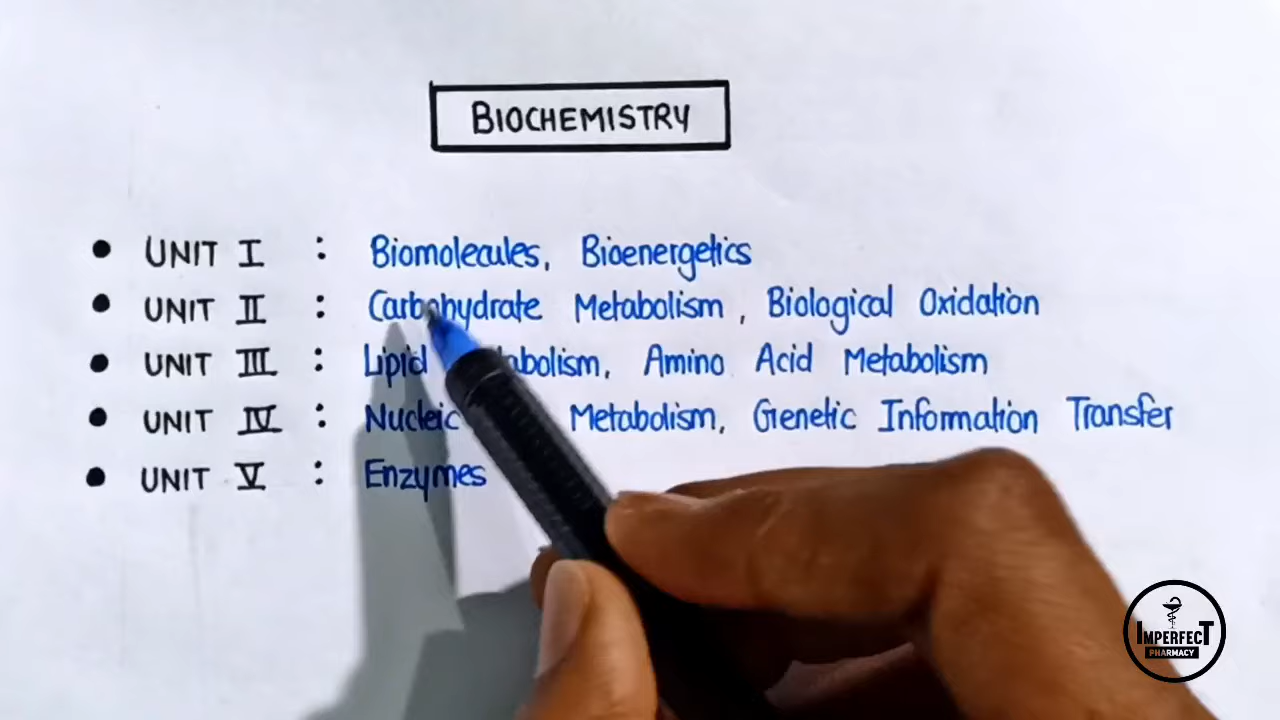 BIOCHEMISTRY
• UNIT I : Biomolecules, Bioenergetics
• UNIT II : Carbohydrate Metabolism, Biological Oxidation
• UNIT III : Lipid abolism, Amino Acid Metabolism
• UNIT IV : Nucleic Metabolism, Genetic Information Transfer
• UNIT V : Enzymes
IMPERFECT
PHARMACY